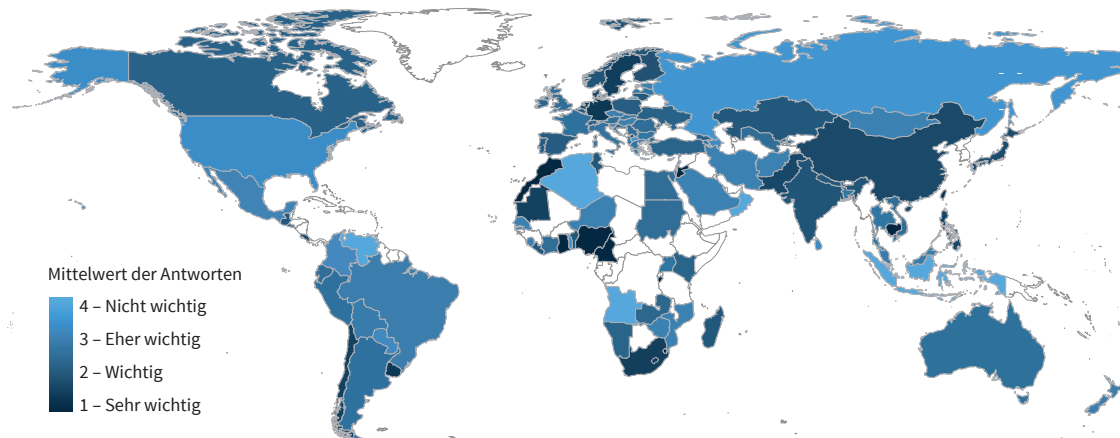 Mittelwert der Antworten
4 – Nicht wichtig
3 – Eher wichtig
2 – Wichtig
1 – Sehr wichtig